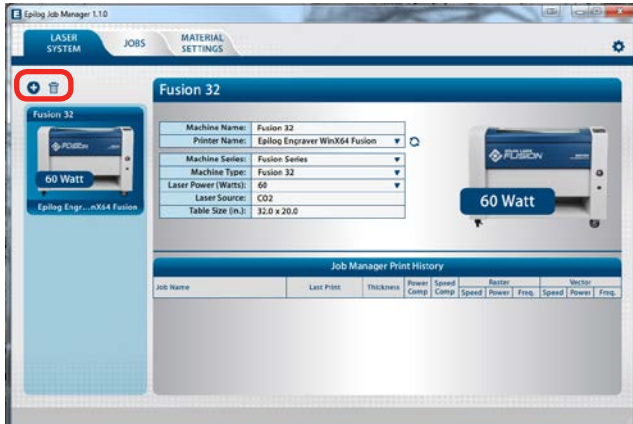 Epilog Job Manager 1.1.0
LASER SYSTEM
JOBS
MATERIAL SETTINGS
Fusion 32
FUSION
60 Watt
Epilog Engr...nX64 Fusion
Fusion 32
Machine Name: Fusion 32
Printer Name: Epilog Engraver WinX64 Fusion
Machine Series: Fusion Series
Machine Type: Fusion 32
Laser Power (Watts): 60
Laser Source: CO2
Table Size (in.): 32.0 x 20.0
EPILOG LASER
FUSION
60 Watt
Job Manager Print History
Job Name Last Print Thickness Power Comp Speed Comp Raster Vector
Speed Power Freq. Speed Power Freq.